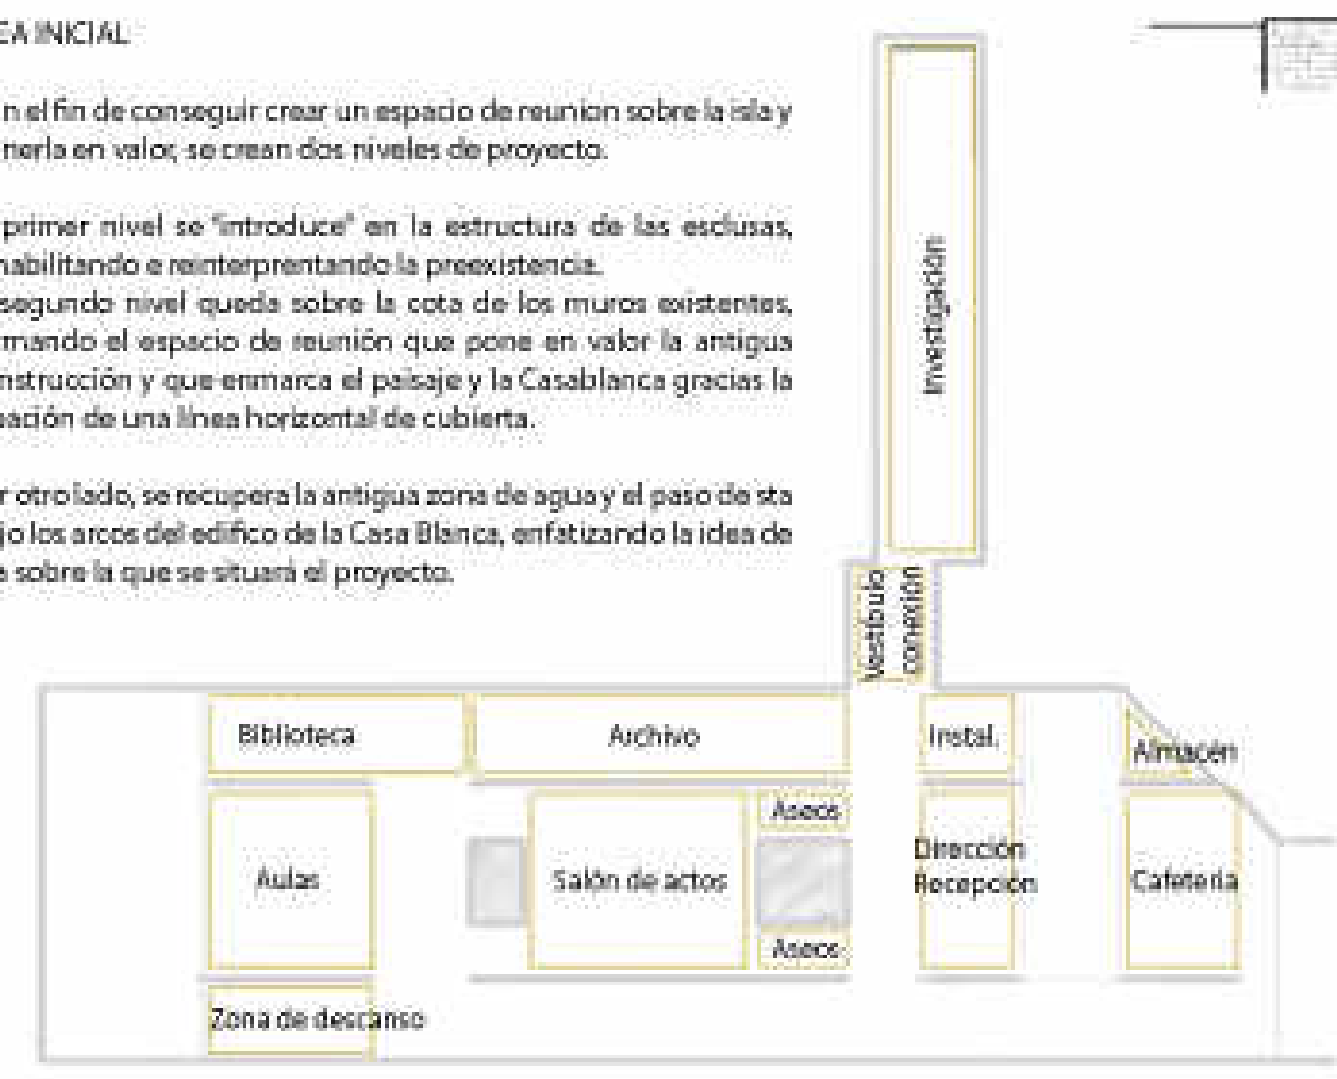 EA INICIAL
n el fin de conseguir crear un espacio de reunion sobre la isla y
nerla en valor, se crean dos niveles de proyecto.
primer nivel se "introduce" en la estructura de las esclusas,
habilitando e reinterprentando la preexistencia.
segundo nivel queda sobre la cota de los muros existentes,
rmando el espacio de reunión que pone en valor la antigua
nstrucción y que enmarca el paisaje y la Casablanca gracias la
eación de una línea horizontal de cubierta.
r otro lado, se recupera la antigua zona de agua y el paso de sta
jo los arcos del edifico de la Casa Blanca, enfatizando la idea de
a sobre la que se situará el proyecto.
Investigación
Vestíbulo
conexión
Biblioteca
Archivo
Instal.
Almacén
Aseos
Aulas
Salón de actos
Dirección
Recepción
Cafetería
Aseos
Zona de descanso